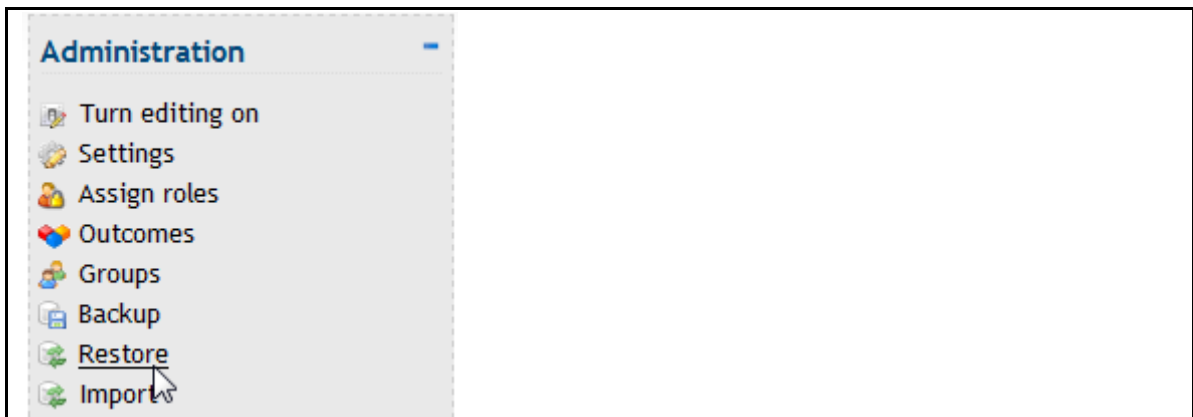 Administration
Turn editing on
Settings
Assign roles
Outcomes
Groups
Backup
Restore
Import